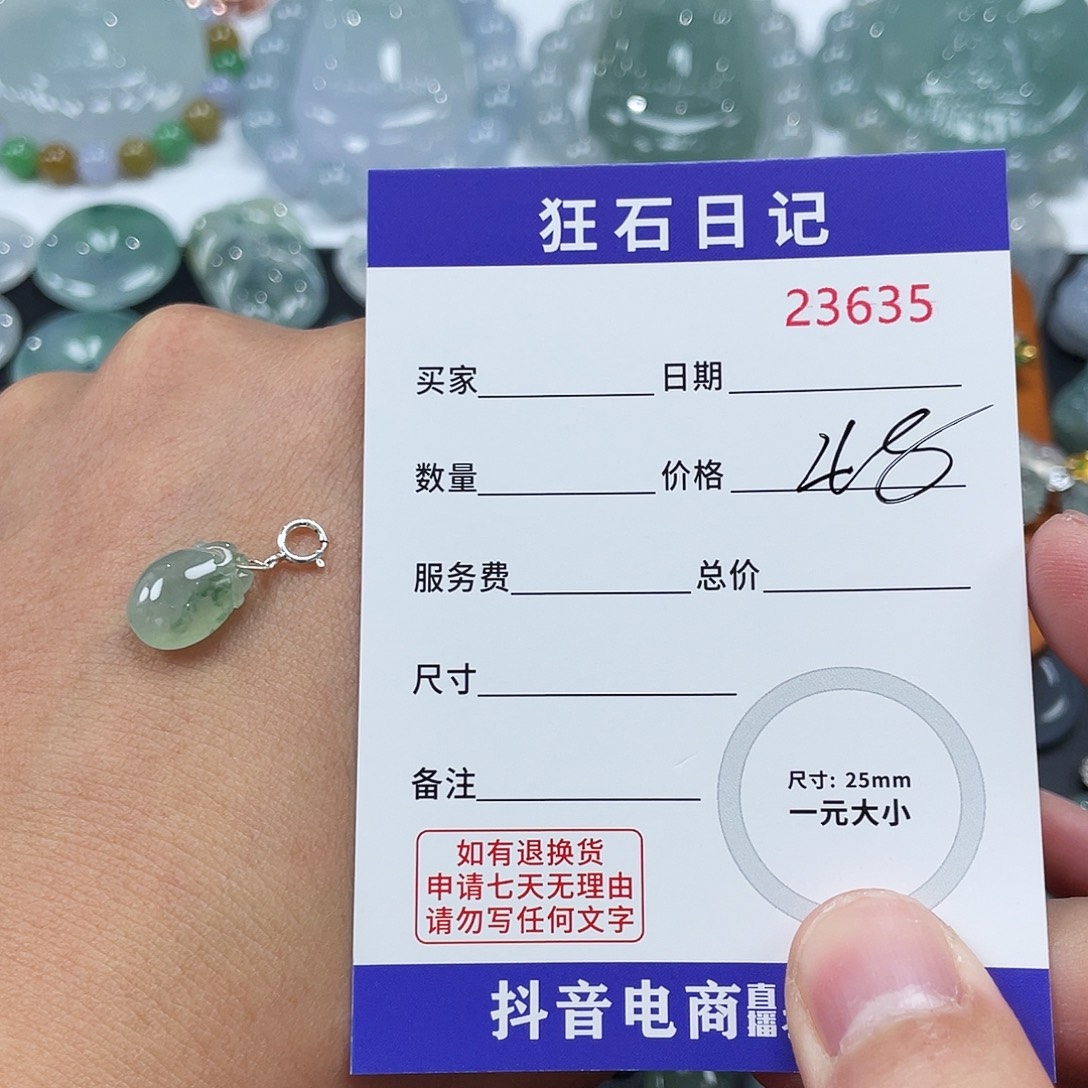 狂石日记
23635
买家 日期
数量 价格 48
服务费 总价
尺寸
备注
尺寸: 25mm
一元大小
如有退换货
申请七天无理由
请勿写任何文字
抖音电商直播